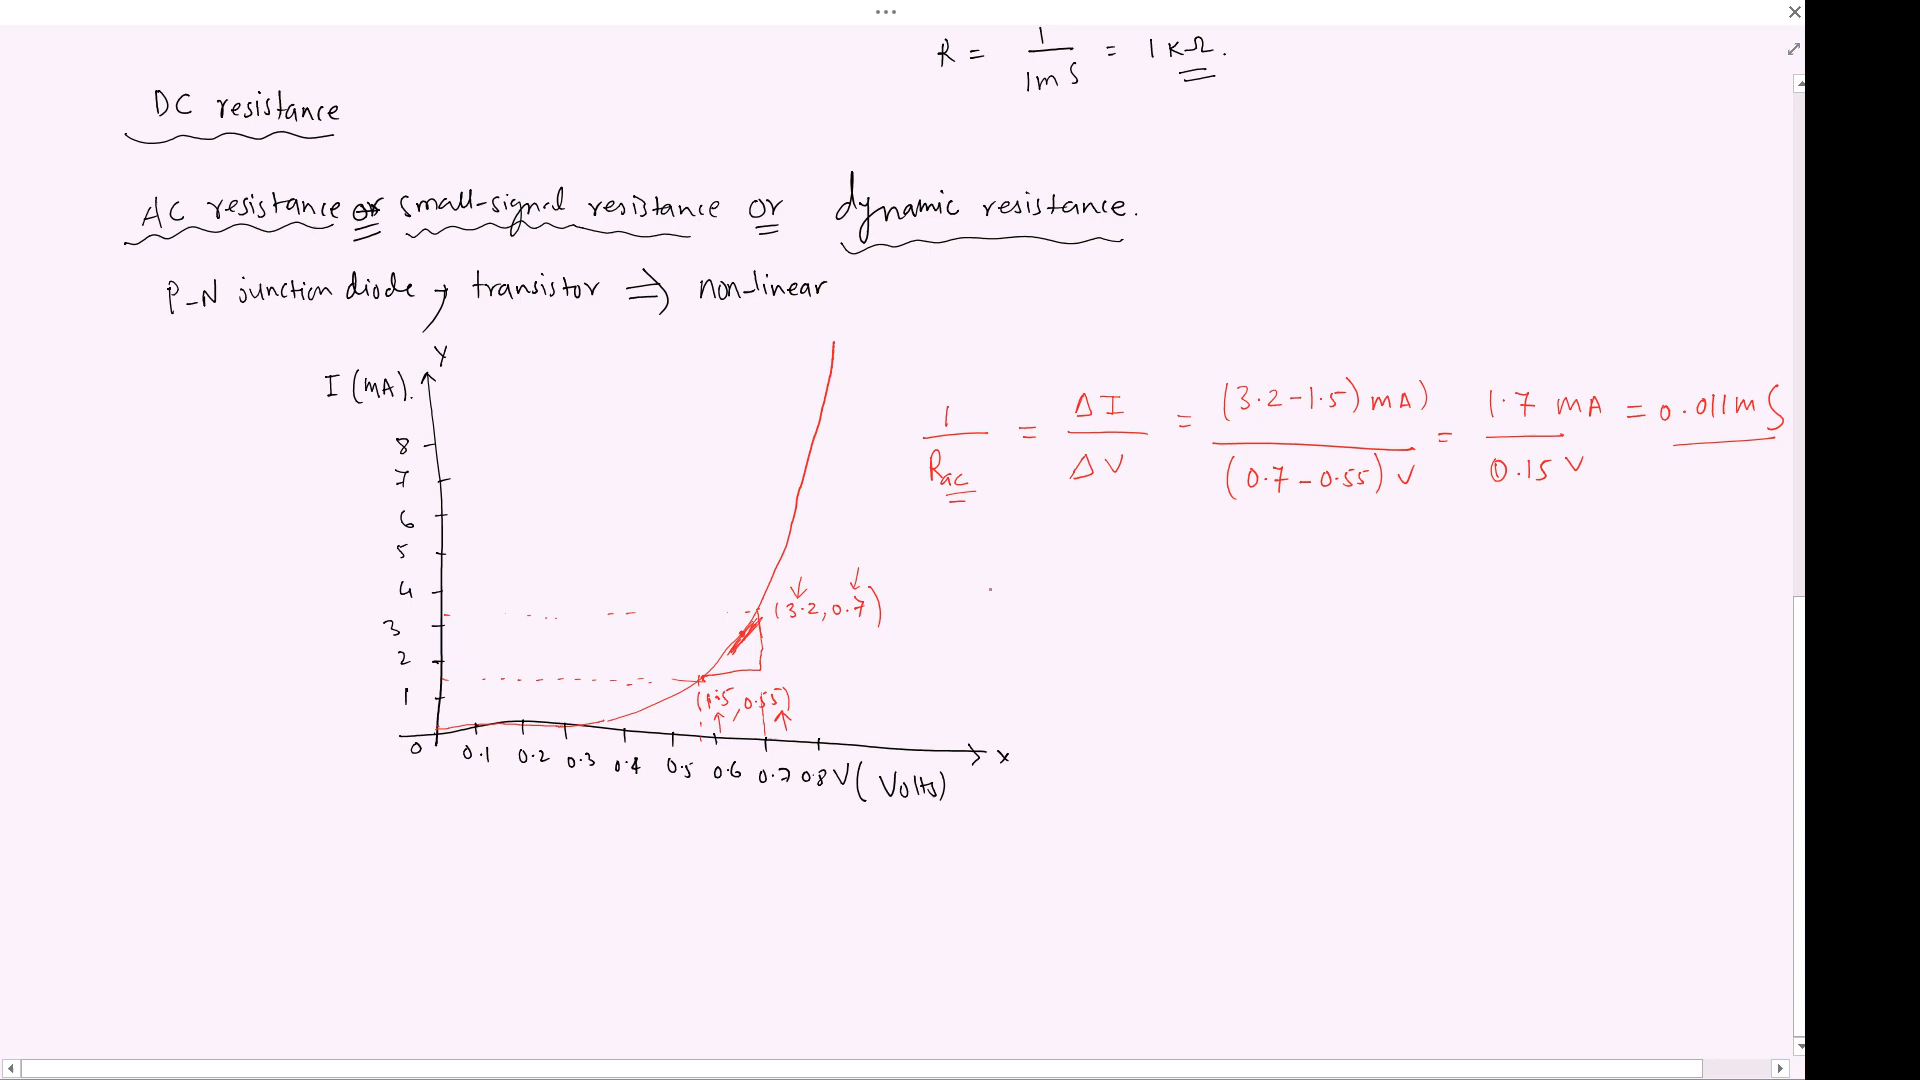 R = 1 / 1mS = 1 KΩ.
DC resistance
AC resistance or small-signal resistance or dynamic resistance.
P-N junction diode, transistor ⇒ non-linear
Y
I (mA).
8
7
6
5
4
3
2
1
0
0.1 0.2 0.3 0.4 0.5 0.6 0.7 0.8 V (Volts)
X
(3.2, 0.7)
(1.5, 0.55)
1 / Rac = ΔI / ΔV = (3.2-1.5) mA) / (0.7-0.55) V = 1.7 mA / 0.15 V = 0.011m S